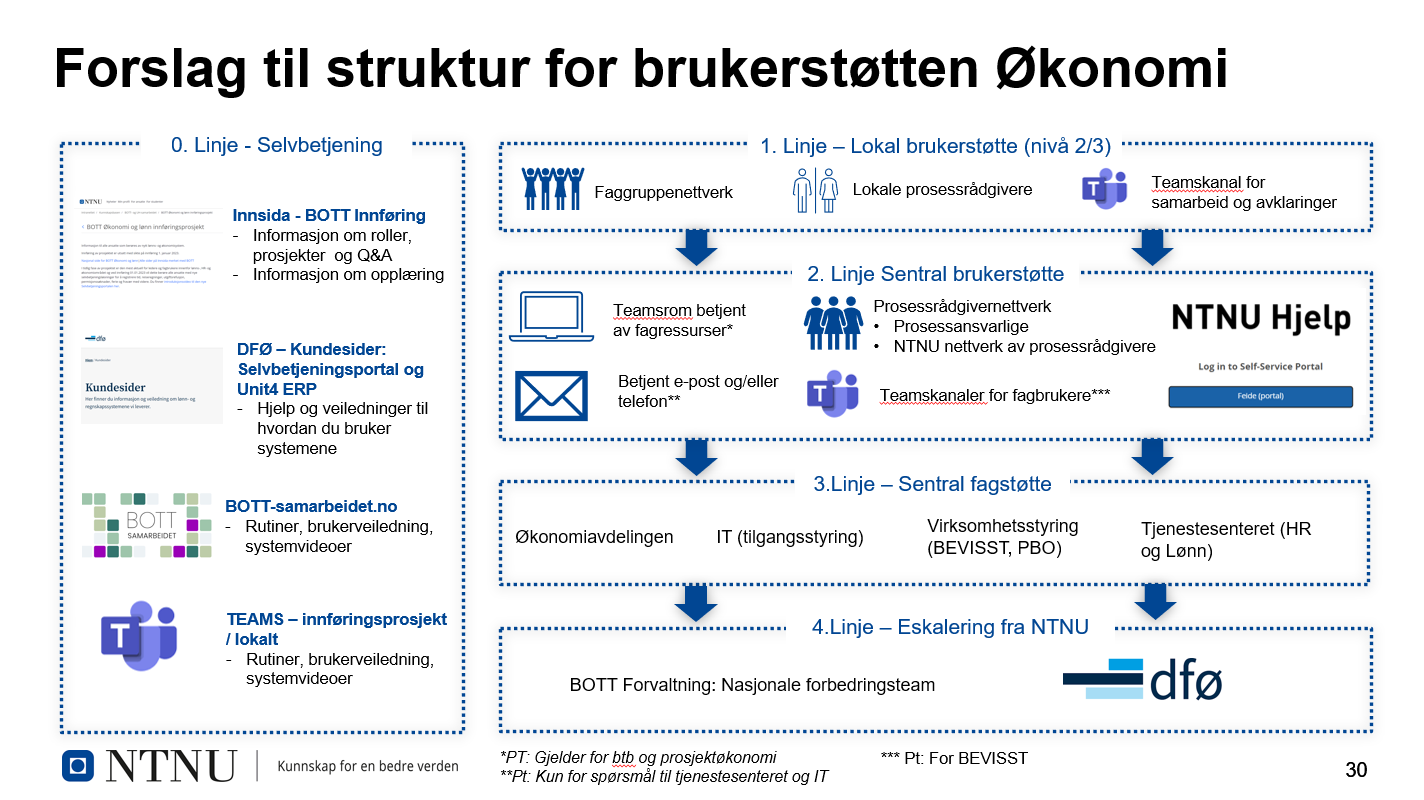 Forslag til struktur for brukerstøtten Økonomi
0. Linje - Selvbetjening
NTNU
BOTT Økonomi og lønn innføringsprosjekt
Innsida - BOTT Innføring
- Informasjon om roller,
prosjekter og Q&A
- Informasjon om opplæring
dfø
Kundesider
Her finner du informasjon og veiledning om lønn- og
regnskapssystemene vi leverer.
DFØ – Kundesider:
Selvbetjeningsportal og
Unit4 ERP
- Hjelp og veiledninger til
hvordan du bruker
systemene
BOTT
SAMARBEIDET
BOTT-samarbeidet.no
- Rutiner, brukerveiledning,
systemvideoer
T
TEAMS – innføringsprosjekt
/ lokalt
- Rutiner, brukerveiledning,
systemvideoer
1. Linje – Lokal brukerstøtte (nivå 2/3)
Faggruppenettverk
Lokale prosessrådgivere
T
Teamskanal for
samarbeid og avklaringer
2. Linje Sentral brukerstøtte
Teamsrom betjent
av fagressurser*
Betjent e-post og/eller
telefon**
Prosessrådgivernettverk
• Prosessansvarlige
• NTNU nettverk av prosessrådgivere
T
Teamskanaler for fagbrukere***
NTNU Hjelp
Log in to Self-Service Portal
Feide (portal)
3.Linje – Sentral fagstøtte
Økonomiavdelingen
IT (tilgangsstyring)
Virksomhetsstyring
(BEVISST, PBO)
Tjenestesenteret (HR
og Lønn)
4.Linje – Eskalering fra NTNU
BOTT Forvaltning: Nasjonale forbedringsteam
dfø
NTNU
Kunnskap for en bedre verden
*PT: Gjelder for btb og prosjektøkonomi
**Pt: Kun for spørsmål til tjenestesenteret og IT
*** Pt: For BEVISST
30